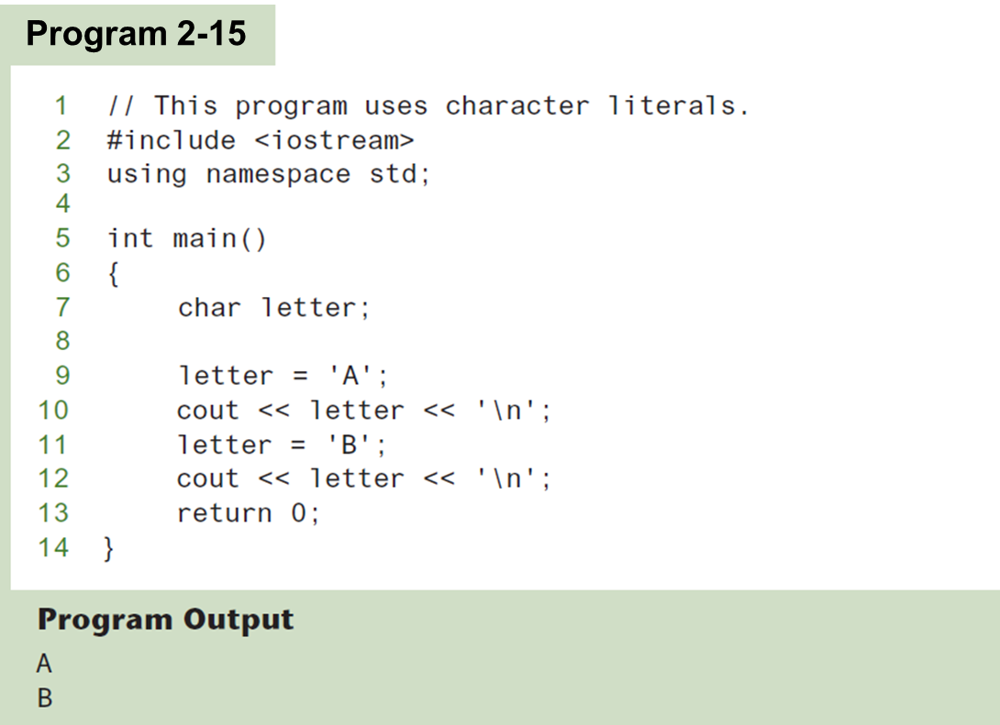 Program 2-15
1 // This program uses character literals.
2 #include <iostream>
3 using namespace std;
4
5 int main()
6 {
7 char letter;
8
9 letter = 'A';
10 cout << letter << '\n';
11 letter = 'B';
12 cout << letter << '\n';
13 return 0;
14 }
Program Output
A
B